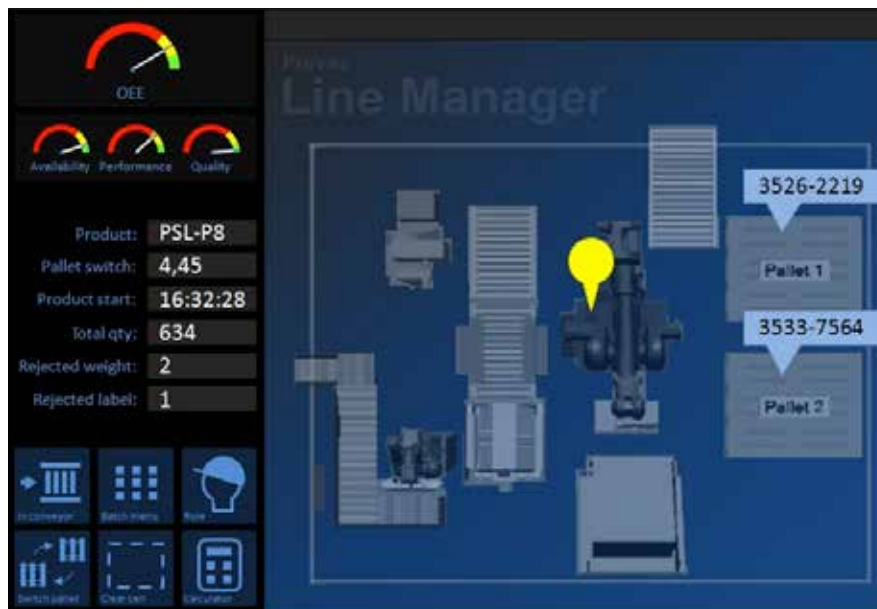 OEE
Availability Performance Quality
Product: PSL-P8
Pallet switch: 4,45
Product start: 16:32:28
Total qty: 634
Rejected weight: 2
Rejected label: 1
In conveyor Batch menu Role
Switch pallet Clear cell Calculator
Line Manager
3526-2219
Pallet 1
3533-7564
Pallet 2